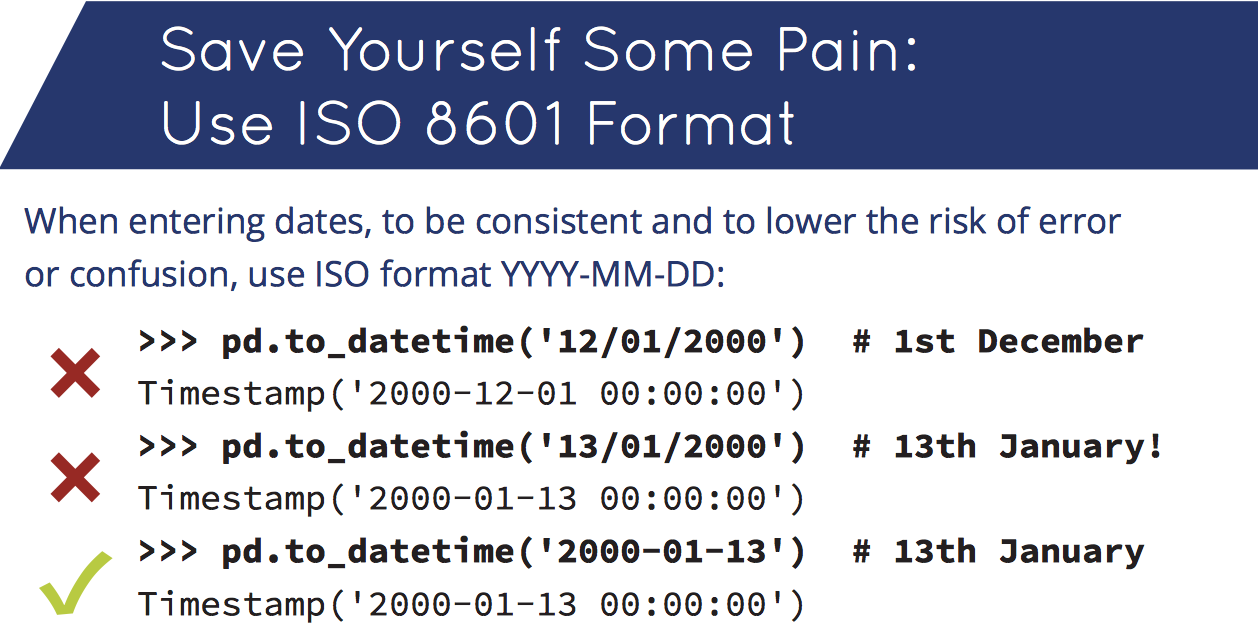 Save Yourself Some Pain:
Use ISO 8601 Format
When entering dates, to be consistent and to lower the risk of error
or confusion, use ISO format YYYY-MM-DD:
>>> pd.to_datetime('12/01/2000')  # 1st December
Timestamp('2000-12-01 00:00:00')
>>> pd.to_datetime('13/01/2000')  # 13th January!
Timestamp('2000-01-13 00:00:00')
>>> pd.to_datetime('2000-01-13')  # 13th January
Timestamp('2000-01-13 00:00:00')